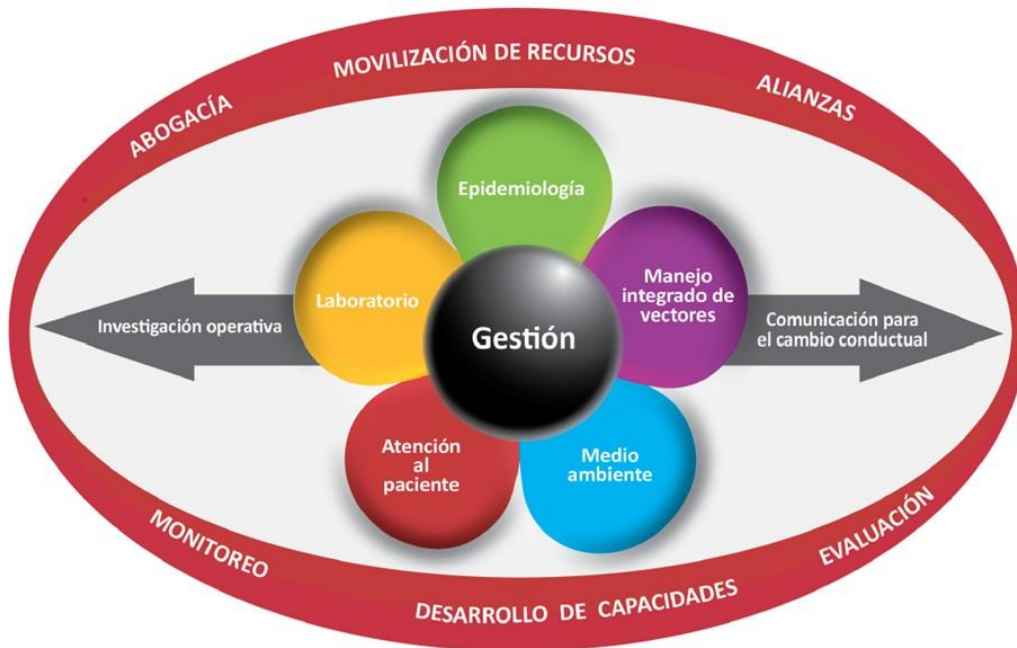 ABOGACÍA
MOVILIZACIÓN DE RECURSOS
ALIANZAS
Epidemiología
Laboratorio
Manejo
integrado de
vectores
Investigación operativa
Gestión
Comunicación para
el cambio conductual
Atención
al
paciente
Medio
ambiente
MONITOREO
DESARROLLO DE CAPACIDADES
EVALUACIÓN